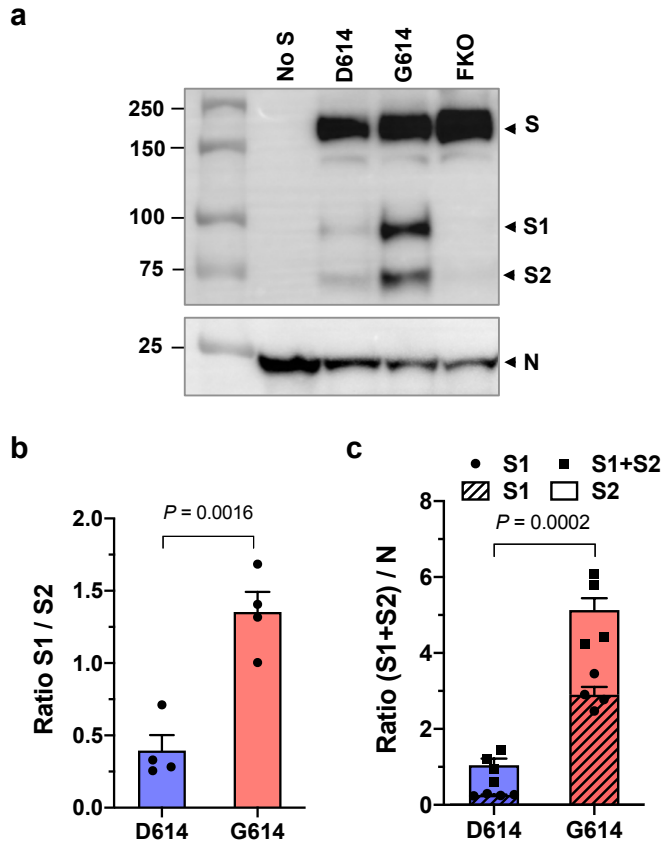 a
No S
D614
G614
FKO
250
150
100
75
25
S
S1
S2
N
b
Ratio S1 / S2
2.0
1.5
1.0
0.5
0.0
P = 0.0016
D614
G614
c
S1
S1+S2
S1
S2
Ratio (S1+S2) / N
8
6
4
2
0
P = 0.0002
D614
G614